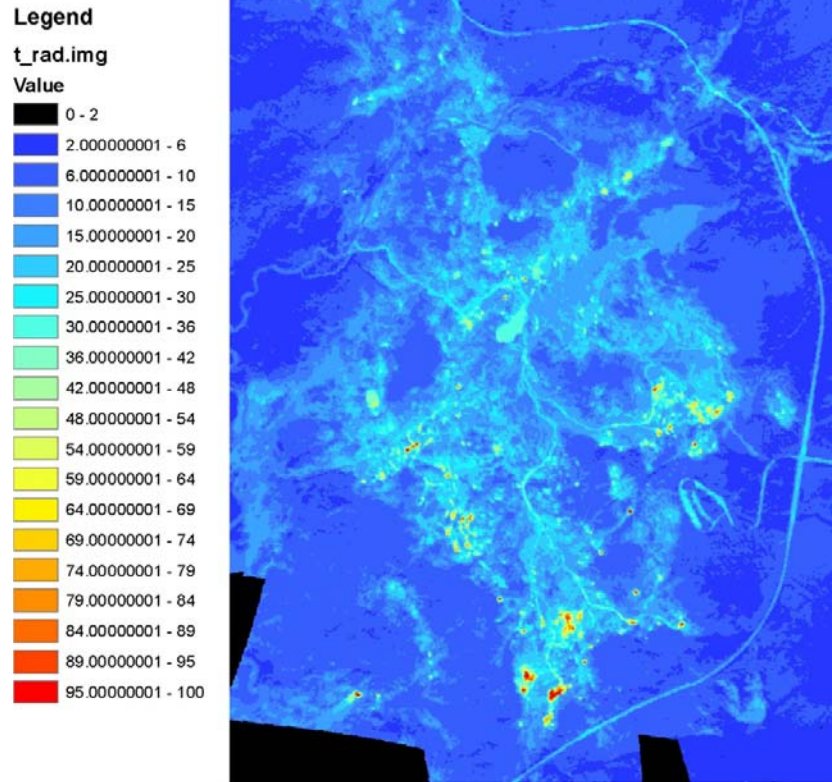 Legend
t_rad.img
Value
0 - 2
2.000000001 - 6
6.000000001 - 10
10.00000001 - 15
15.00000001 - 20
20.00000001 - 25
25.00000001 - 30
30.00000001 - 36
36.00000001 - 42
42.00000001 - 48
48.00000001 - 54
54.00000001 - 59
59.00000001 - 64
64.00000001 - 69
69.00000001 - 74
74.00000001 - 79
79.00000001 - 84
84.00000001 - 89
89.00000001 - 95
95.00000001 - 100